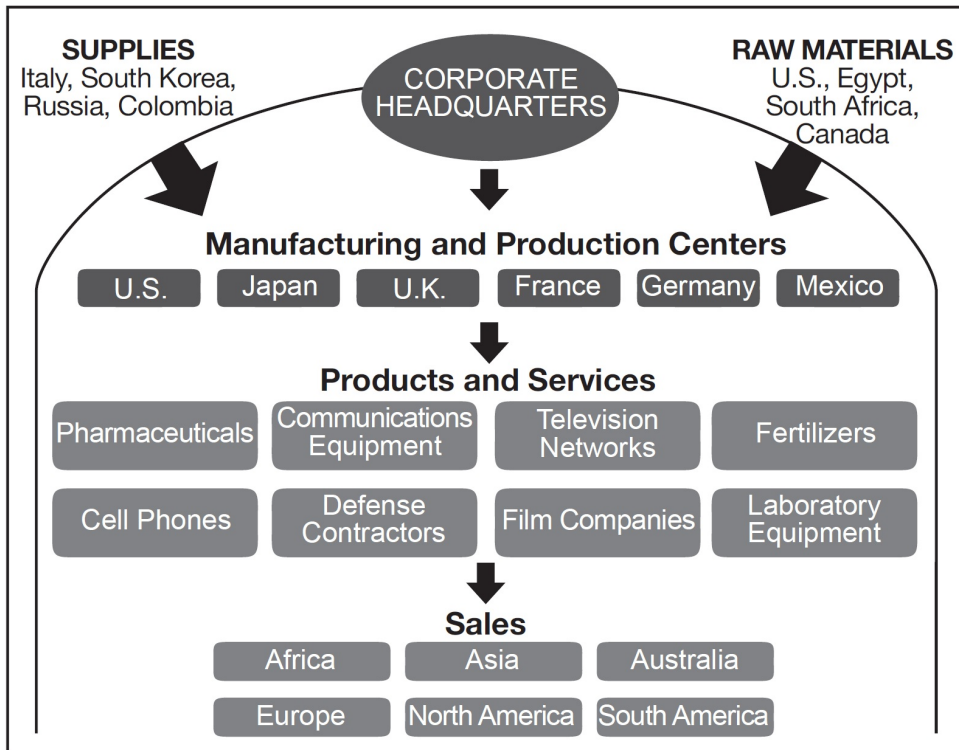 SUPPLIES
Italy, South Korea,
Russia, Colombia
CORPORATE
HEADQUARTERS
RAW MATERIALS
U.S., Egypt,
South Africa,
Canada
Manufacturing and Production Centers
U.S.
Japan
U.K.
France
Germany
Mexico
Products and Services
Pharmaceuticals
Communications
Equipment
Television
Networks
Fertilizers
Cell Phones
Defense
Contractors
Film Companies
Laboratory
Equipment
Sales
Africa
Asia
Australia
Europe
North America
South America